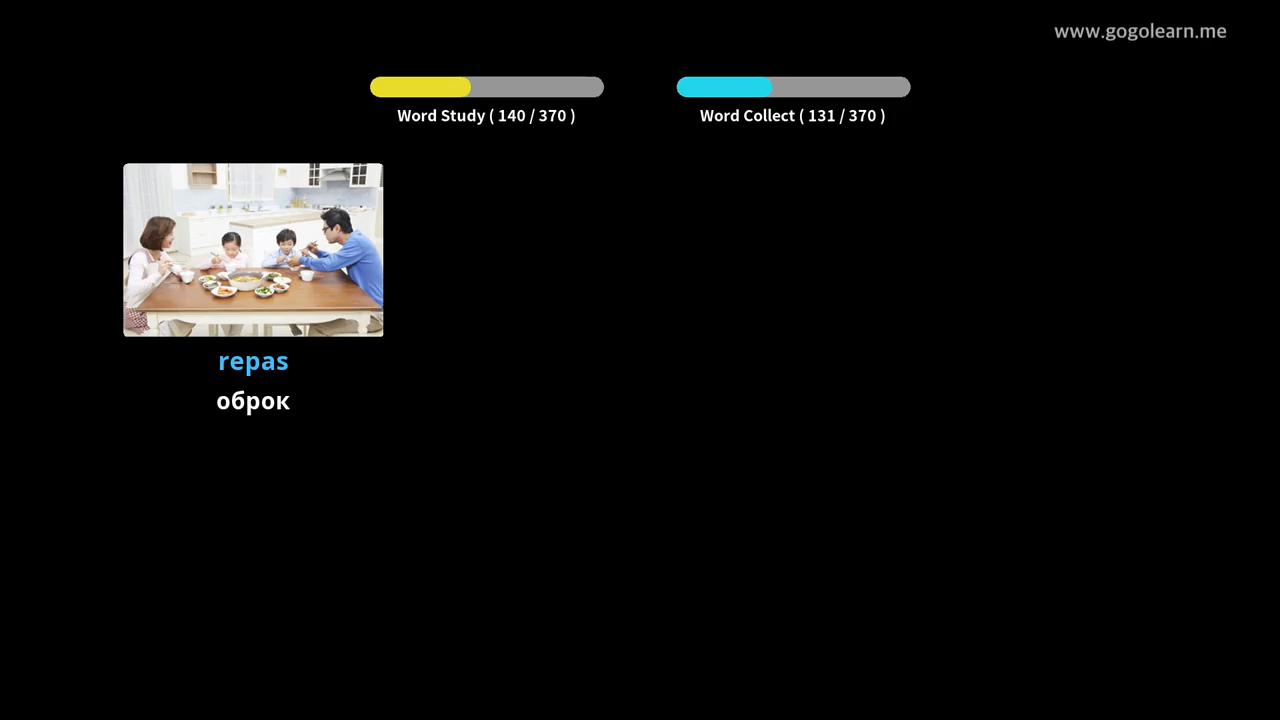 www.gogolearn.me
Word Study ( 140 / 370 )
Word Collect ( 131 / 370 )
repas
оброк